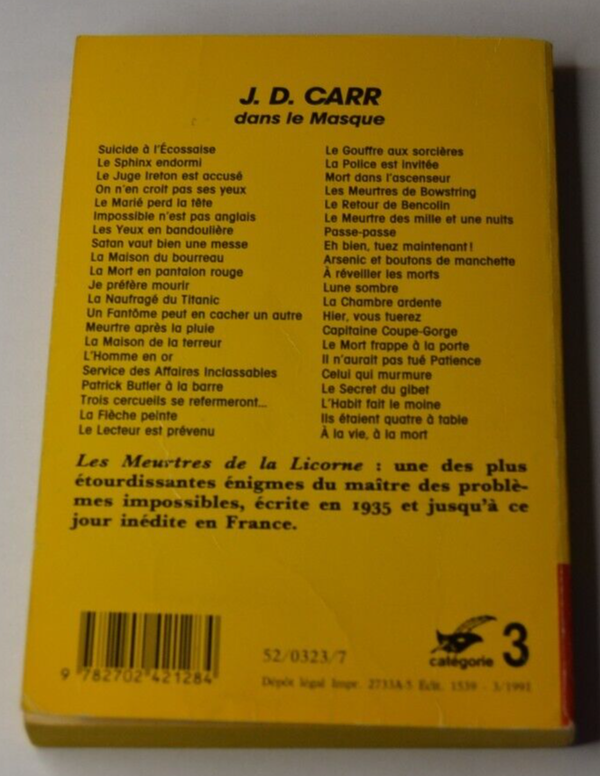 J. D. CARR
dans le Masque
Suicide à l'Écossaise
Le Sphinx endormi
Le Juge Ireton est accusé
On n'en croit pas ses yeux
Le Marié perd la tête
Impossible n'est pas anglais
Les Yeux en bandoulière
Satan vaut bien une messe
La Maison du bourreau
La Mort en pantalon rouge
Je préfère mourir
La Naufragé du Titanic
Un Fantôme peut en cacher un autre
Meurtre après la pluie
La Maison de la terreur
L'Homme en or
Service des Affaires Inclassables
Patrick Butler à la barre
Trois cercueils se refermeront...
La Flèche peinte
Le Lecteur est prévenu
Le Gouffre aux sorcières
La Police est invitée
Mort dans l'ascenseur
Les Meurtres de Bowstring
Le Retour de Bencolin
Le Meurtre des mille et une nuits
Passe-passe
Eh bien, tuez maintenant !
Arsenic et boutons de manchette
À réveiller les morts
Lune sombre
La Chambre ardente
Hier, vous tuerez
Capitaine Coupe-Gorge
Le Mort frappe à la porte
Il n'aurait pas tué Patience
Celui qui murmure
Le Secret du gibet
L'Habit fait le moine
Ils étaient quatre à table
À la vie, à la mort
Les Meurtres de la Licorne : une des plus
étourdissantes énigmes du maître des problè-
mes impossibles, écrite en 1935 et jusqu'à ce
jour inédite en France.
9 782702 421284
52/0323/7
Dépôt légal Impr. 2733A-5 Édit. 1539 - 3/1991
catégorie 3